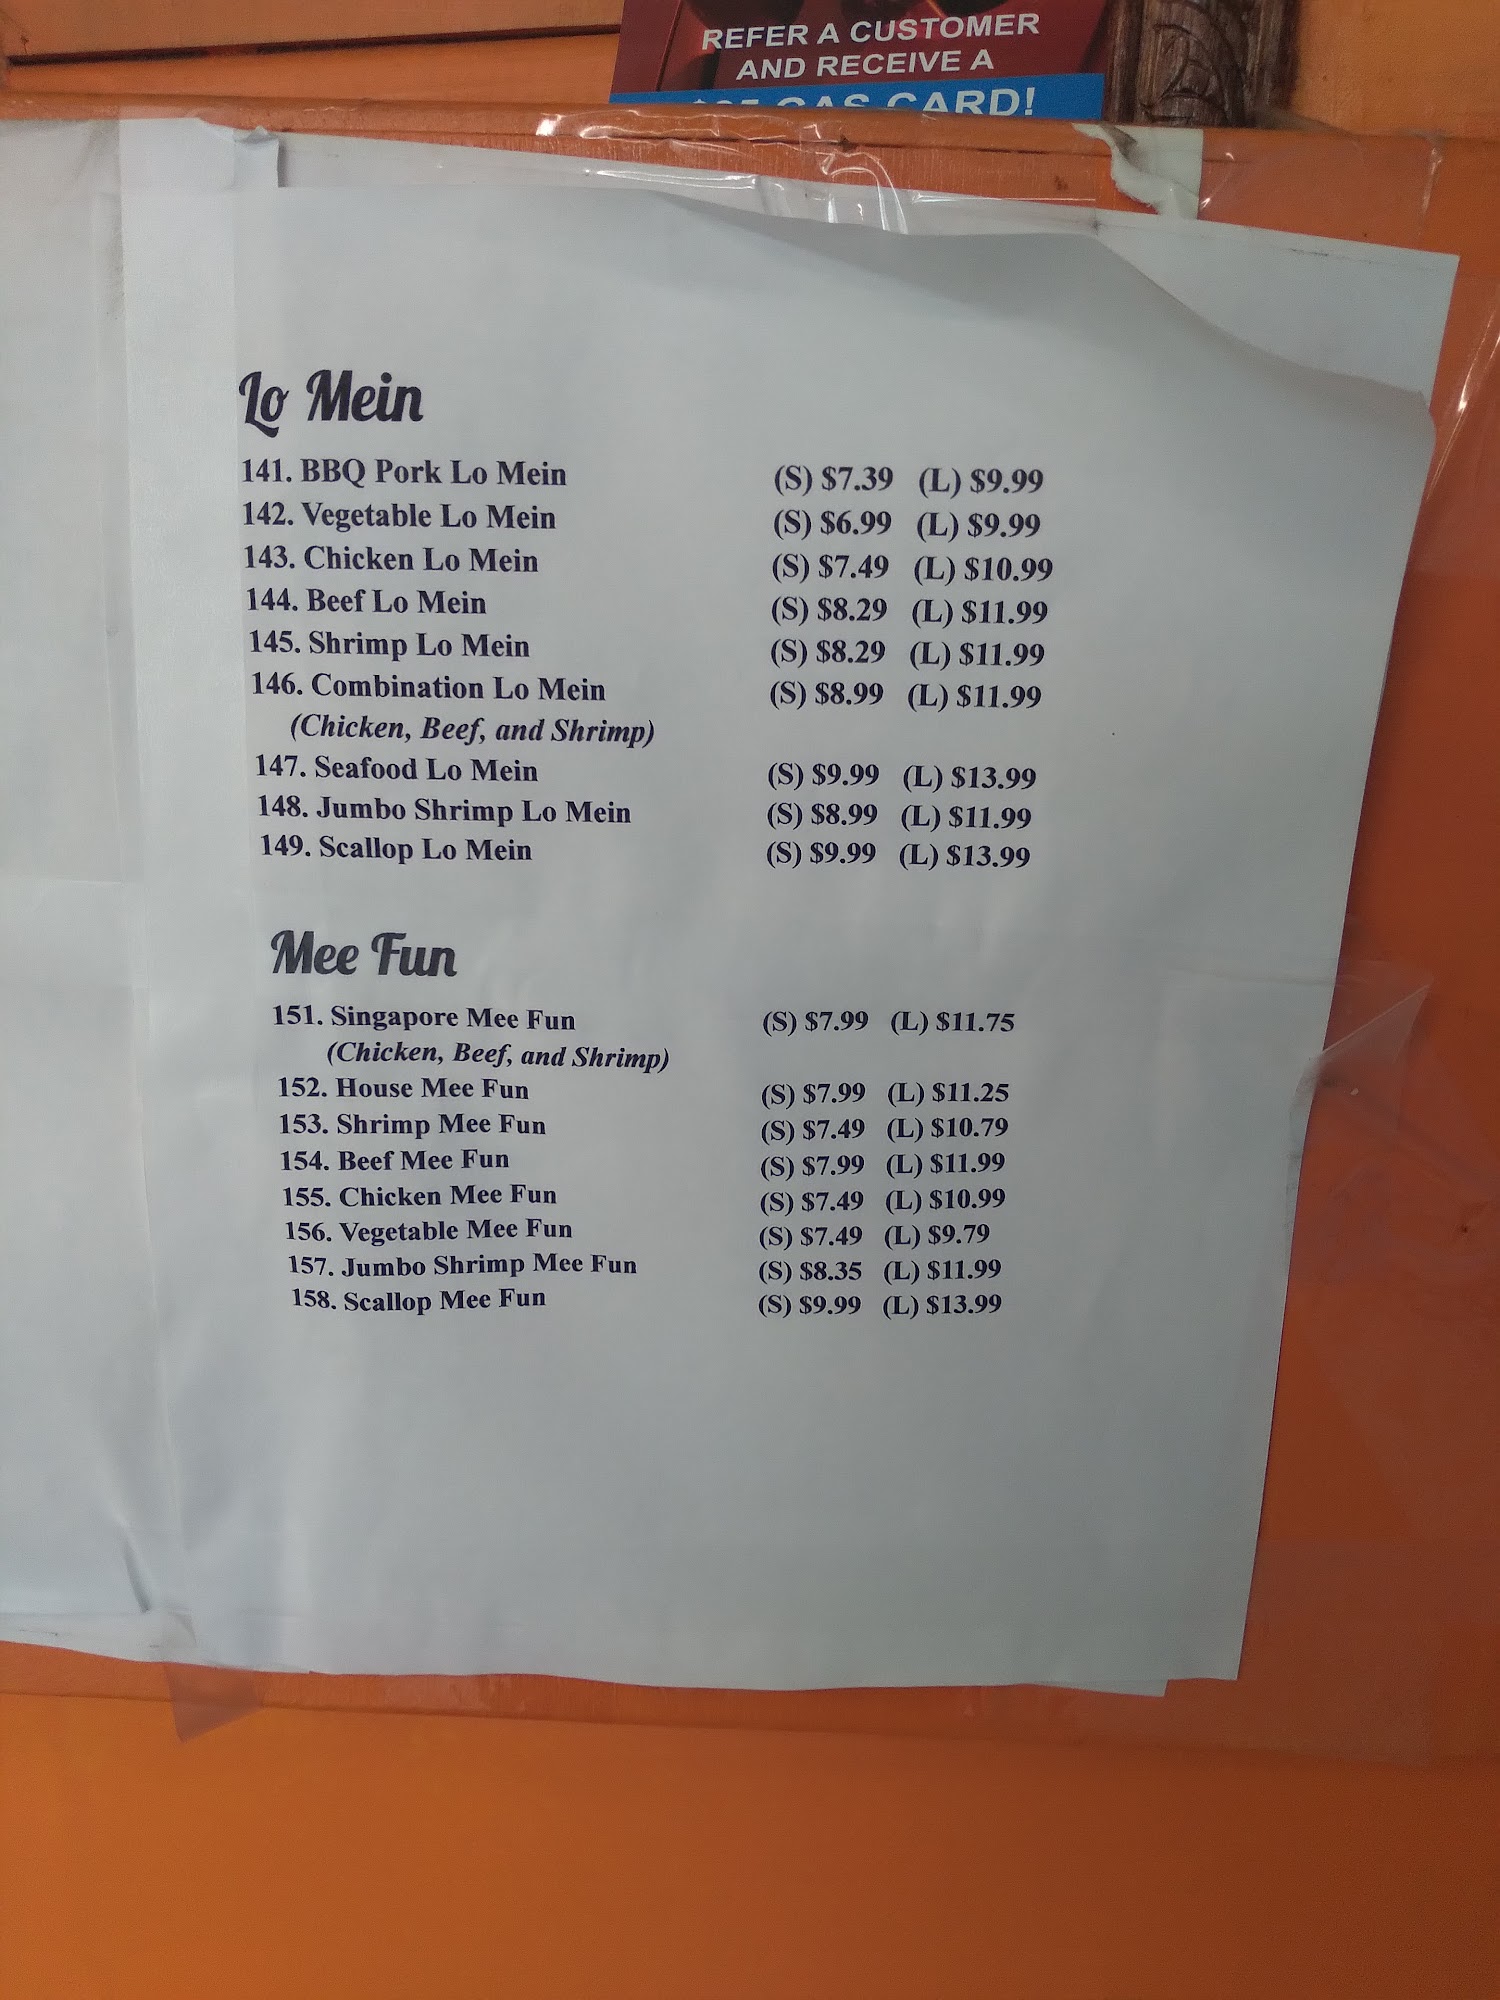 REFER A CUSTOMER
AND RECEIVE A
GAS CARD!
Lo Mein
141. BBQ Pork Lo Mein (S) $7.39 (L) $9.99
142. Vegetable Lo Mein (S) $6.99 (L) $9.99
143. Chicken Lo Mein (S) $7.49 (L) $10.99
144. Beef Lo Mein (S) $8.29 (L) $11.99
145. Shrimp Lo Mein (S) $8.29 (L) $11.99
146. Combination Lo Mein (S) $8.99 (L) $11.99
(Chicken, Beef, and Shrimp)
147. Seafood Lo Mein (S) $9.99 (L) $13.99
148. Jumbo Shrimp Lo Mein (S) $8.99 (L) $11.99
149. Scallop Lo Mein (S) $9.99 (L) $13.99
Mee Fun
151. Singapore Mee Fun (S) $7.99 (L) $11.75
(Chicken, Beef, and Shrimp)
152. House Mee Fun (S) $7.99 (L) $11.25
153. Shrimp Mee Fun (S) $7.49 (L) $10.79
154. Beef Mee Fun (S) $7.99 (L) $11.99
155. Chicken Mee Fun (S) $7.49 (L) $10.99
156. Vegetable Mee Fun (S) $7.49 (L) $9.79
157. Jumbo Shrimp Mee Fun (S) $8.35 (L) $11.99
158. Scallop Mee Fun (S) $9.99 (L) $13.99